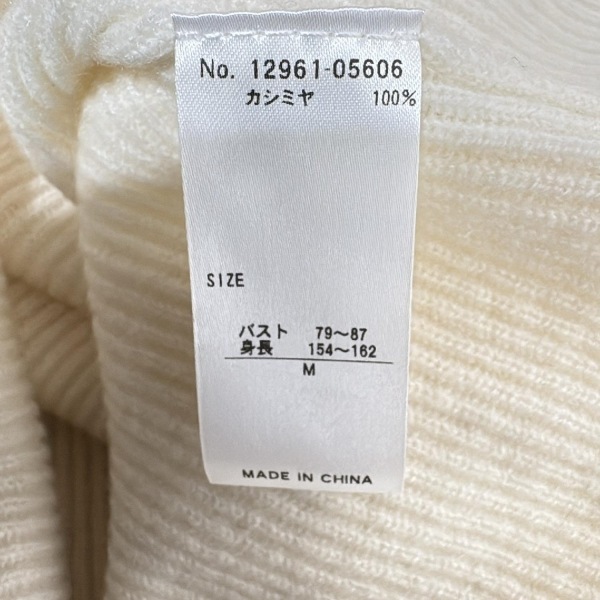 No. 12961-05606
カシミヤ 100%
SIZE
バスト 79〜87
身長 154〜162
M
MADE IN CHINA